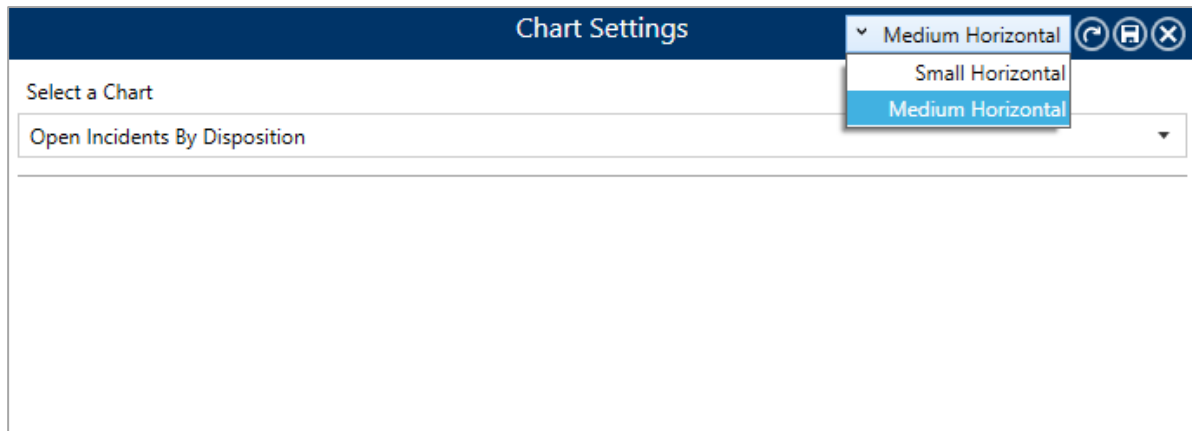 Chart Settings
Medium Horizontal
Small Horizontal
Medium Horizontal
Select a Chart
Open Incidents By Disposition